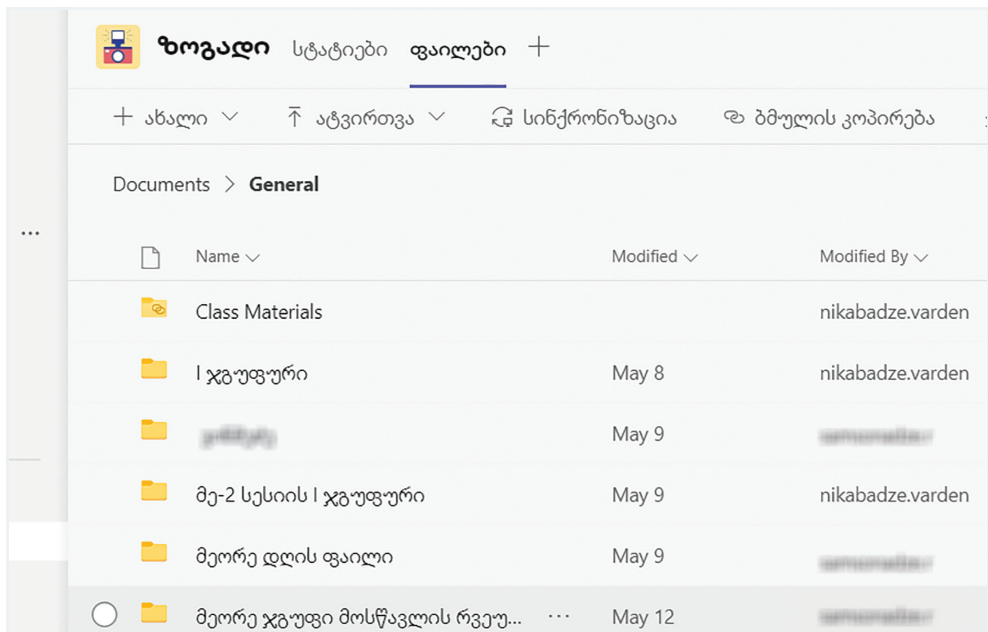 ზოგადი სტატიები ფაილები
ახალი ატვირთვა სინქრონიზაცია ბმულის კოპირება
Documents > General
Name Modified Modified By
Class Materials nikabadze.varden
I ჯგუფური May 8 nikabadze.varden
May 9
მე-2 სესიის I ჯგუფური May 9 nikabadze.varden
მეორე დღის ფაილი May 9
მეორე ჯგუფი მოსწავლის რვეუ... ... May 12